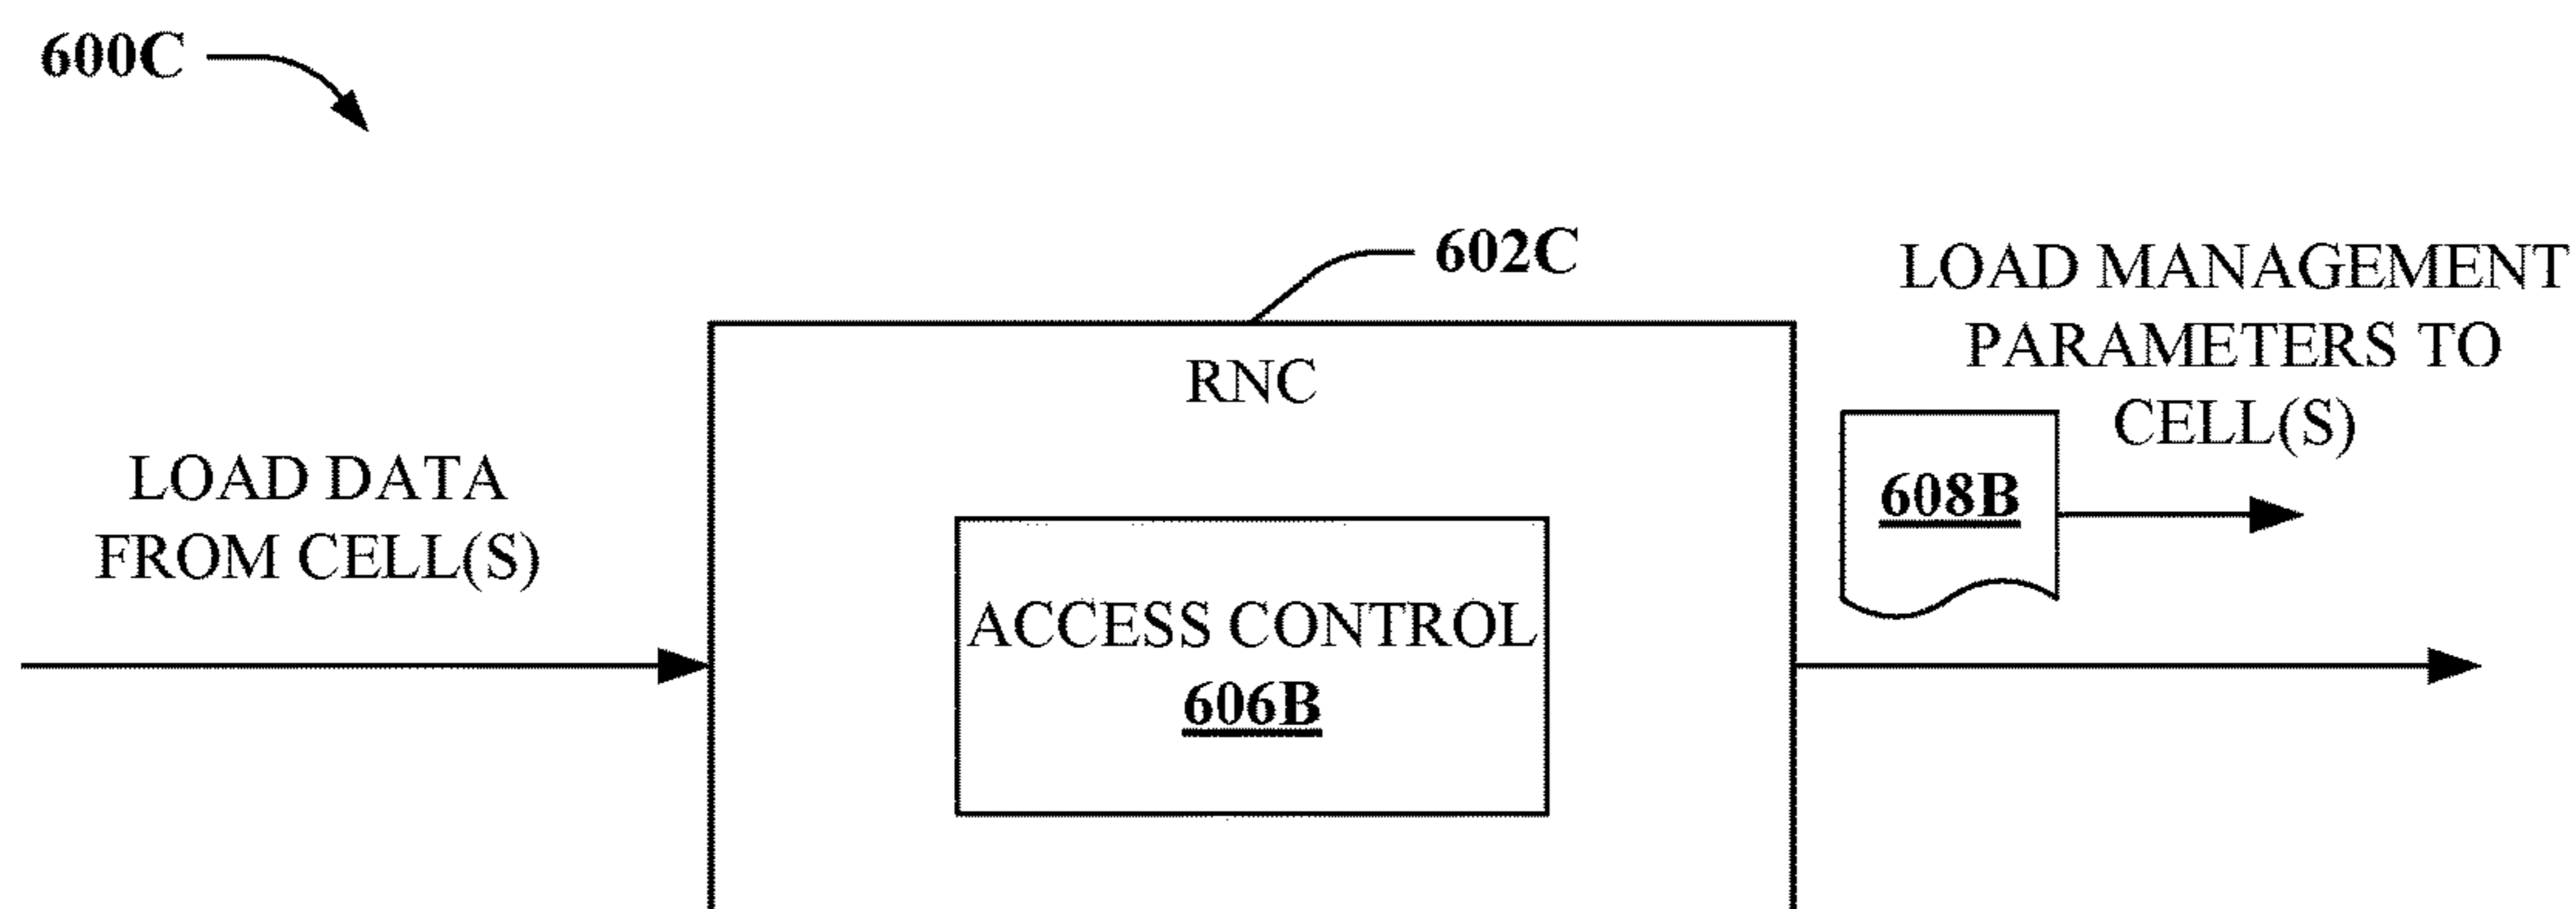 600C
602C
LOAD MANAGEMENT
PARAMETERS TO
CELL(S)
RNC
LOAD DATA
FROM CELL(S)
608B
ACCESS CONTROL
606B